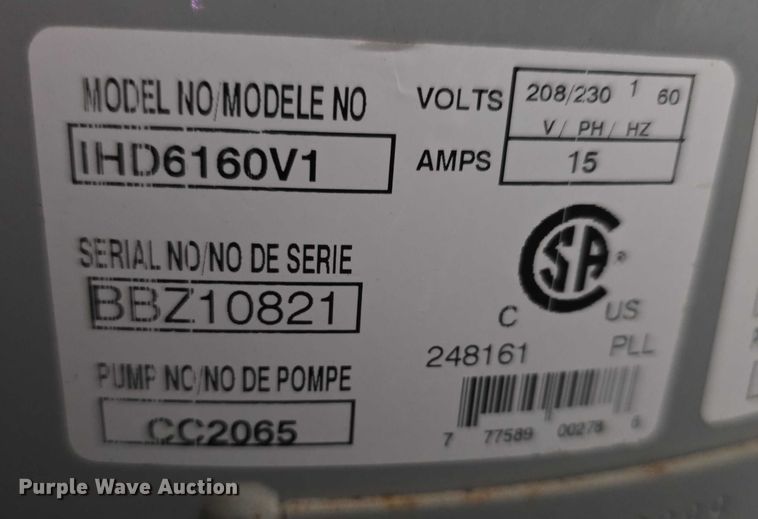 MODEL NO/MODELE NO
IHD6160V1
VOLTS
208/230 1 60
V/ PH/ HZ
AMPS
15
SERIAL NO/NO DE SERIE
BBZ10821
CSA®
C US
248161 PLL
PUMP NO/NO DE POMPE
CC2065
7 77589 00278
Purple Wave Auction